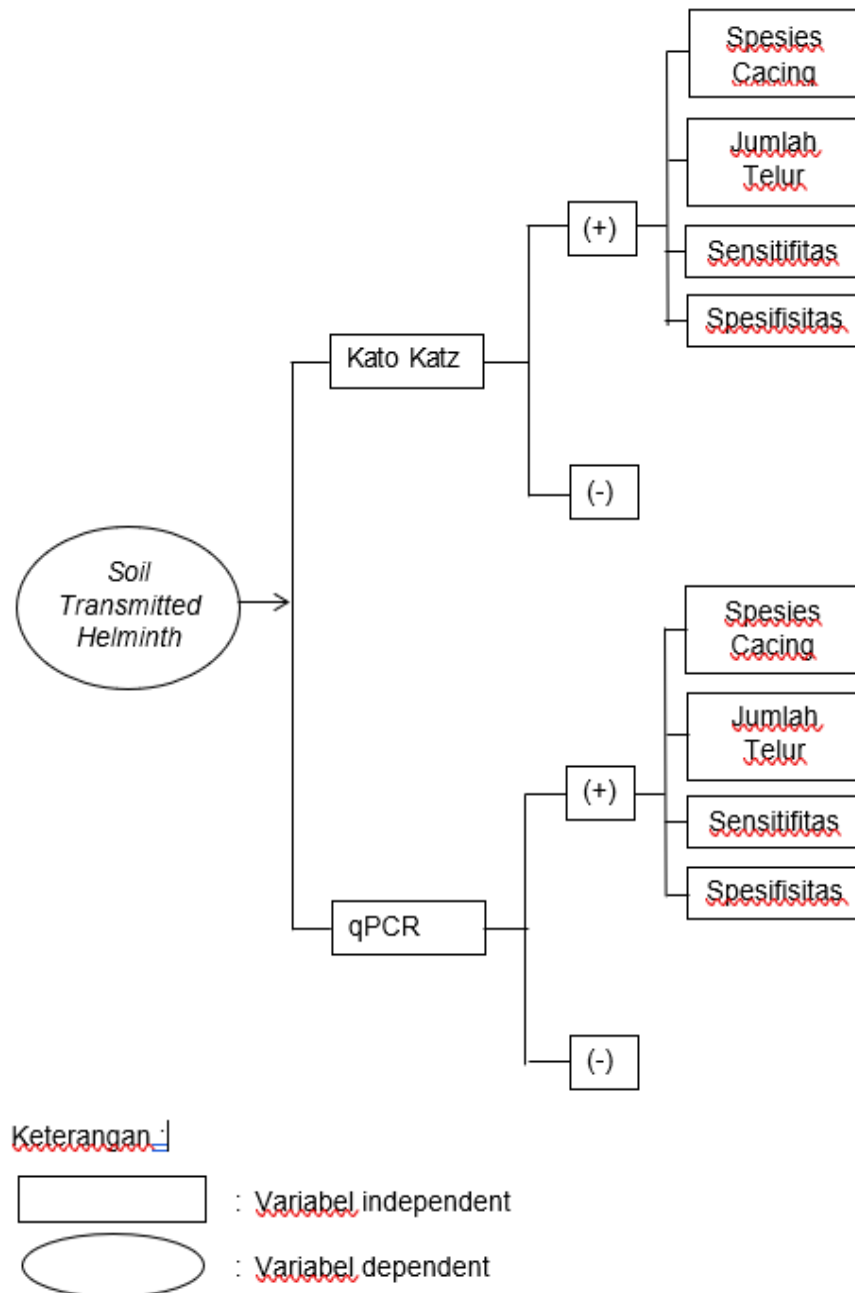 Spesies
Cacing
Jumlah
Telur
(+)
Sensitifitas
Spesifisitas
Kato Katz
(-)
Soil
Transmitted
Helminth
Spesies
Cacing
Jumlah
Telur
(+)
Sensitifitas
Spesifisitas
qPCR
(-)
Keterangan :
: Variabel independent
: Variabel dependent